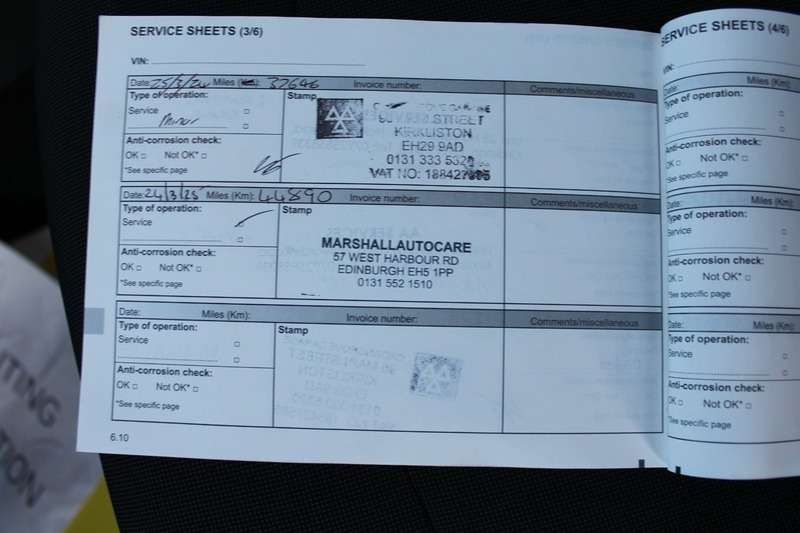 SERVICE SHEETS (3/6)
VIN:
Date: 25/3/24 Miles (Km): 37646 Invoice number: Comments/miscellaneous
Type of operation:
Service
Minor
Anti-corrosion check:
OK □ Not OK* □
*See specific page
Stamp
STREET
KIRKLISTON
EH29 9AD
0131 333 5320
VAT NO:
Date: 24/3/25 Miles (Km): 44890 Invoice number: Comments/miscellaneous
Type of operation:
Service
Anti-corrosion check:
OK □ Not OK* □
*See specific page
Stamp
MARSHALLAUTOCARE
57 WEST HARBOUR RD
EDINBURGH EH5 1PP
0131 552 1510
Date: Miles (Km): Invoice number: Comments/miscellaneous
Type of operation:
Service
Anti-corrosion check:
OK □ Not OK* □
*See specific page
Stamp
6.10
SERVICE SHEETS (4/6)
VIN:
Date: Miles (Km):
Type of operation:
Service
Anti-corrosion check:
OK □ Not OK* □
*See specific page
Date: Miles (Km):
Type of operation:
Service
Anti-corrosion check:
OK □ Not OK* □
*See specific page
Date: Miles (Km):
Type of operation:
Service
Anti-corrosion check:
OK □ Not OK* □
*See specific page